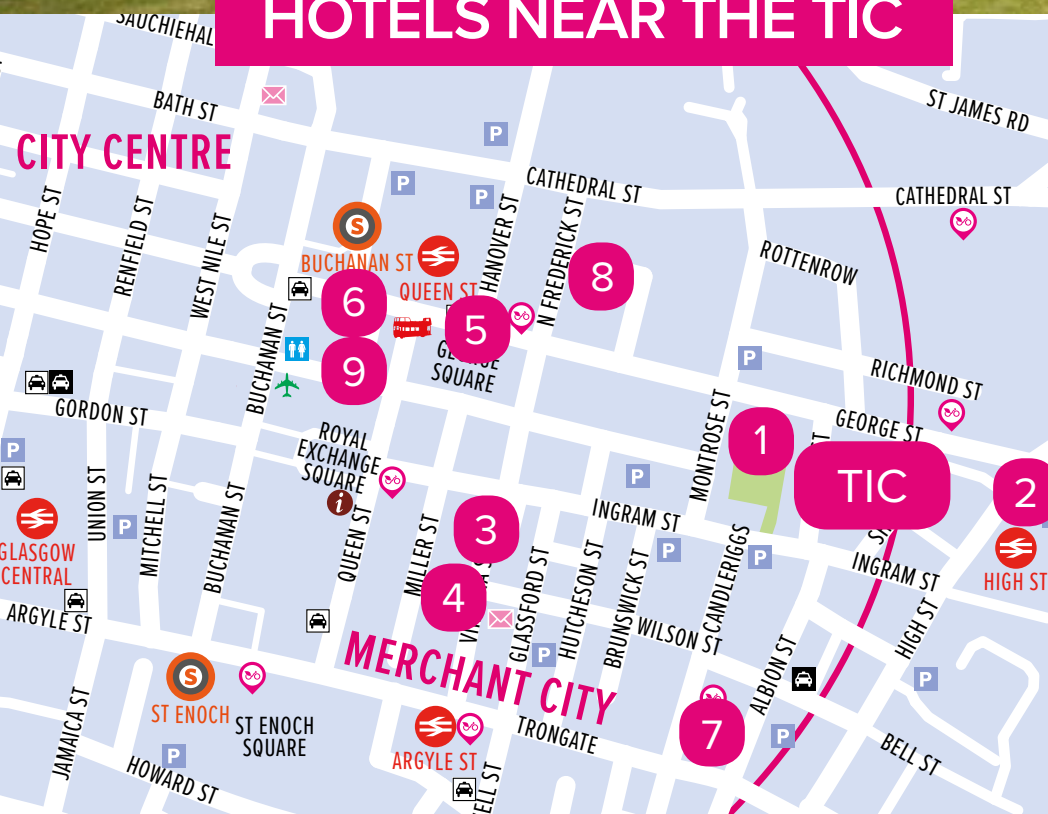 HOTELS NEAR THE TIC
BATH ST
ST JAMES RD
P
CITY CENTRE
P
P
CATHEDRAL ST
CATHEDRAL ST
HOPE ST
RENFIELD ST
WEST NILE ST
S
BUCHANAN ST
QUEEN ST
HANOVER ST
N FREDERICK ST
ROTTENROW
8
6
5
BUCHANAN ST
SQUARE
9
P
RICHMOND ST
GORDON ST
MONTROSE ST
GEORGE ST
ROYAL
EXCHANGE
SQUARE
1
P
UNION ST
MITCHELL ST
BUCHANAN ST
i
QUEEN ST
P
TIC
2
P
MILLER ST
3
INGRAM ST
GLASGOW
CENTRAL
P
CANDLERIGGS
P
INGRAM ST
HIGH ST
4
GLASSFORD ST
HUTCHESON ST
BRUNSWICK ST
ARGYLE ST
WILSON ST
HIGH ST
MERCHANT CITY
P
ALBION ST
P
S
ST ENOCH
ST ENOCH
SQUARE
JAMAICA ST
7
P
P
HOWARD ST
ARGYLE ST
TRONGATE
BELL ST